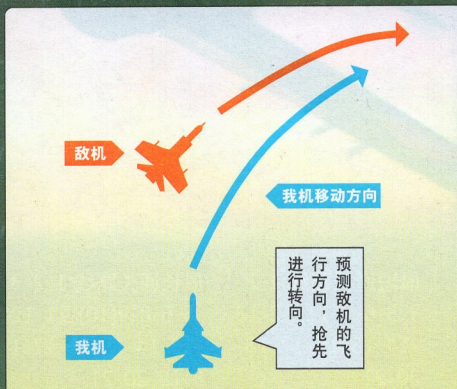 敌机
我机移动方向
预测敌机的飞
行方向，抢先
进行转向。
我机